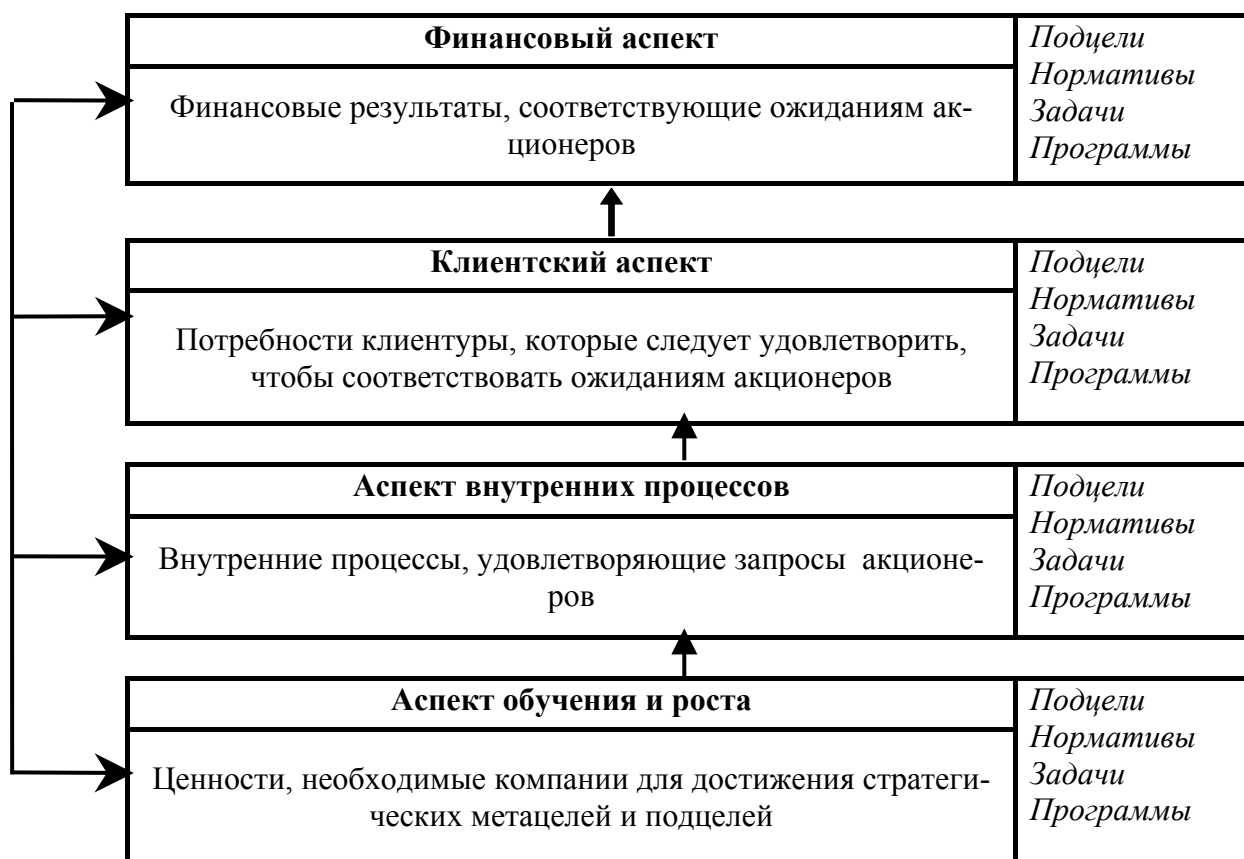 Финансовый аспект
Финансовые результаты, соответствующие ожиданиям ак-
ционеров
Подцели
Нормативы
Задачи
Программы
Клиентский аспект
Потребности клиентуры, которые следует удовлетворить,
чтобы соответствовать ожиданиям акционеров
Подцели
Нормативы
Задачи
Программы
Аспект внутренних процессов
Внутренние процессы, удовлетворяющие запросы  акционе-
ров
Подцели
Нормативы
Задачи
Программы
Аспект обучения и роста
Ценности, необходимые компании для достижения стратеги-
ческих метацелей и подцелей
Подцели
Нормативы
Задачи
Программы